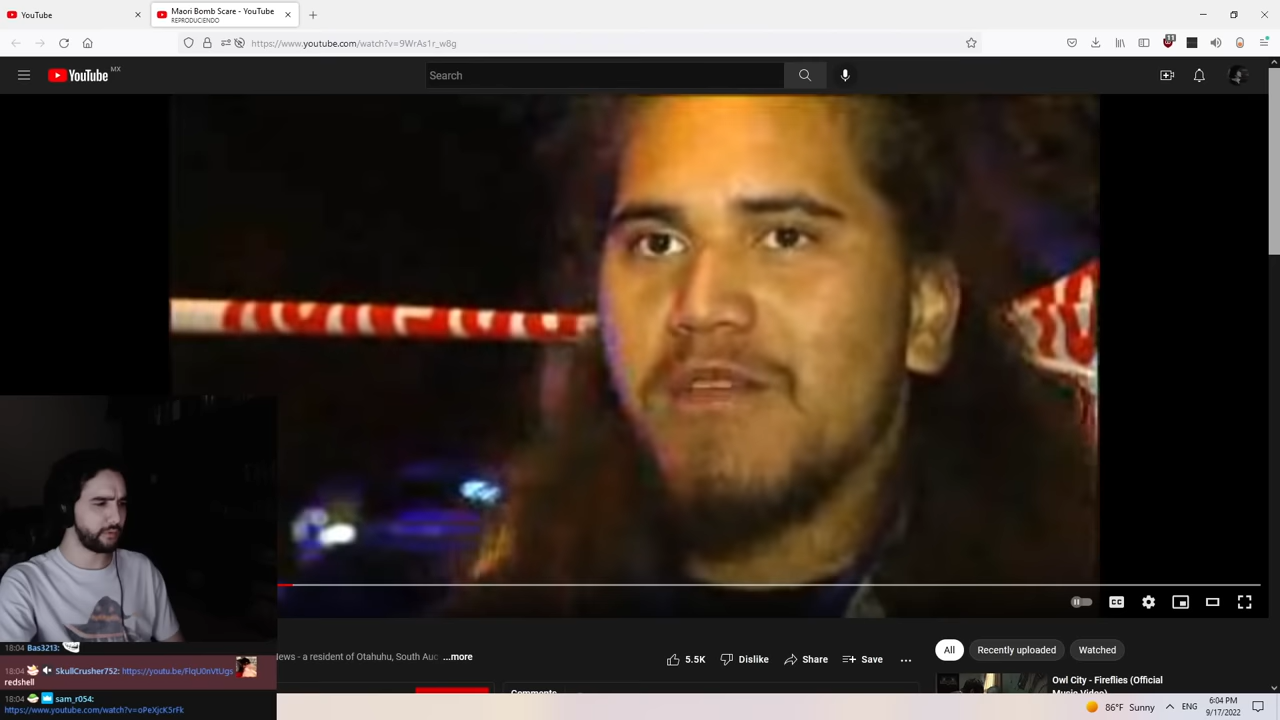 YouTube
Maori Bomb Scare - YouTube
REPRODUCIENDO
https://www.youtube.com/watch?v=9WrAs1r_w8g
11
YouTube MX
Search
iews - a resident of Otahuhu, South Auc ...more
5.5K
Dislike
Share
Save
All
Recently uploaded
Watched
Owl City - Fireflies (Official
Music Video)
Comments
18:04 Bas3213:
18:04 SkullCrusher752: https://youtu.be/FlqU0nVtUgs
redshell
18:04 sam_r054:
https://www.youtube.com/watch?v=oPeXjcK5rFk
86°F Sunny
ENG
6:04 PM
9/17/2022